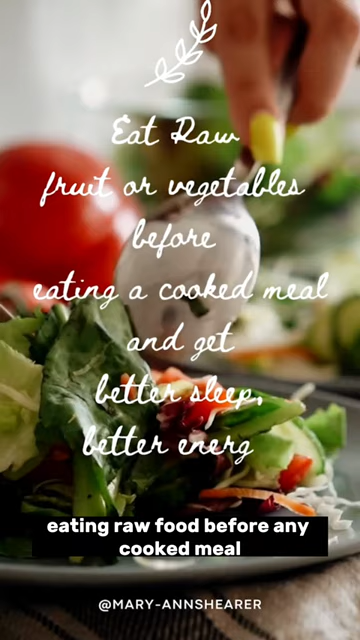 Eat Raw
fruit or vegetables
before
eating a cooked meal
and get
better sleep,
better energ
eating raw food before any
cooked meal
@MARY-ANNSHEARER